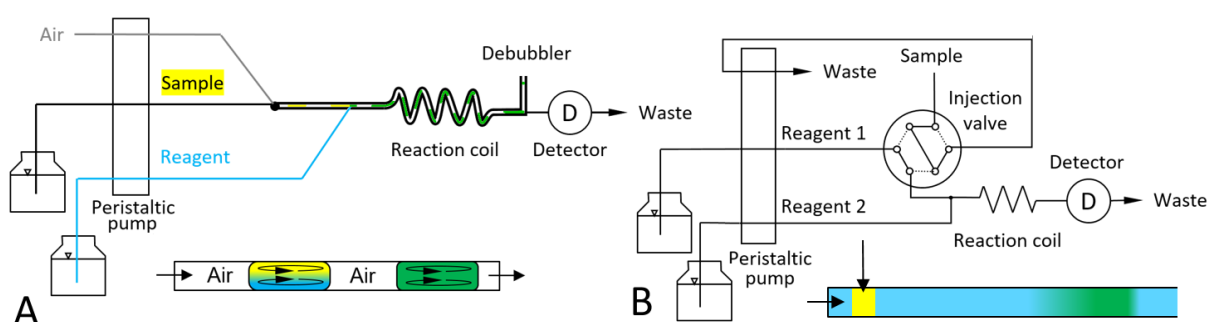 Air
Sample
Reagent
Peristaltic
pump
Reaction coil
Debubbler
D
Detector
Waste
Air
Air
A
Waste
Sample
Injection
valve
Reagent 1
Reagent 2
Peristaltic
pump
Detector
D
Waste
Reaction coil
B